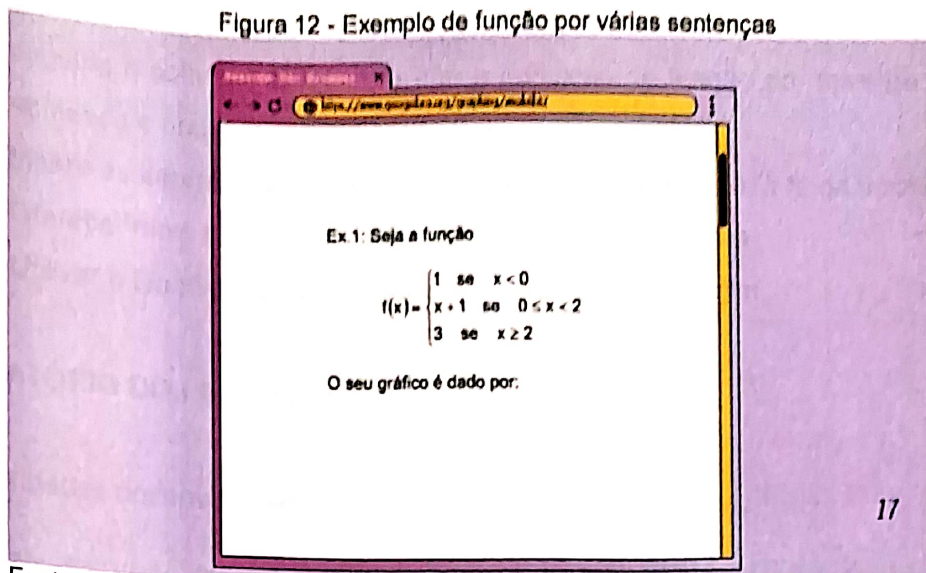 Figura 12 - Exemplo de função por várias sentenças
Ex.1: Seja a função
1 se x < 0
f(x) = x + 1 se 0 ≤ x < 2
3 se x ≥ 2
O seu gráfico é dado por:
17